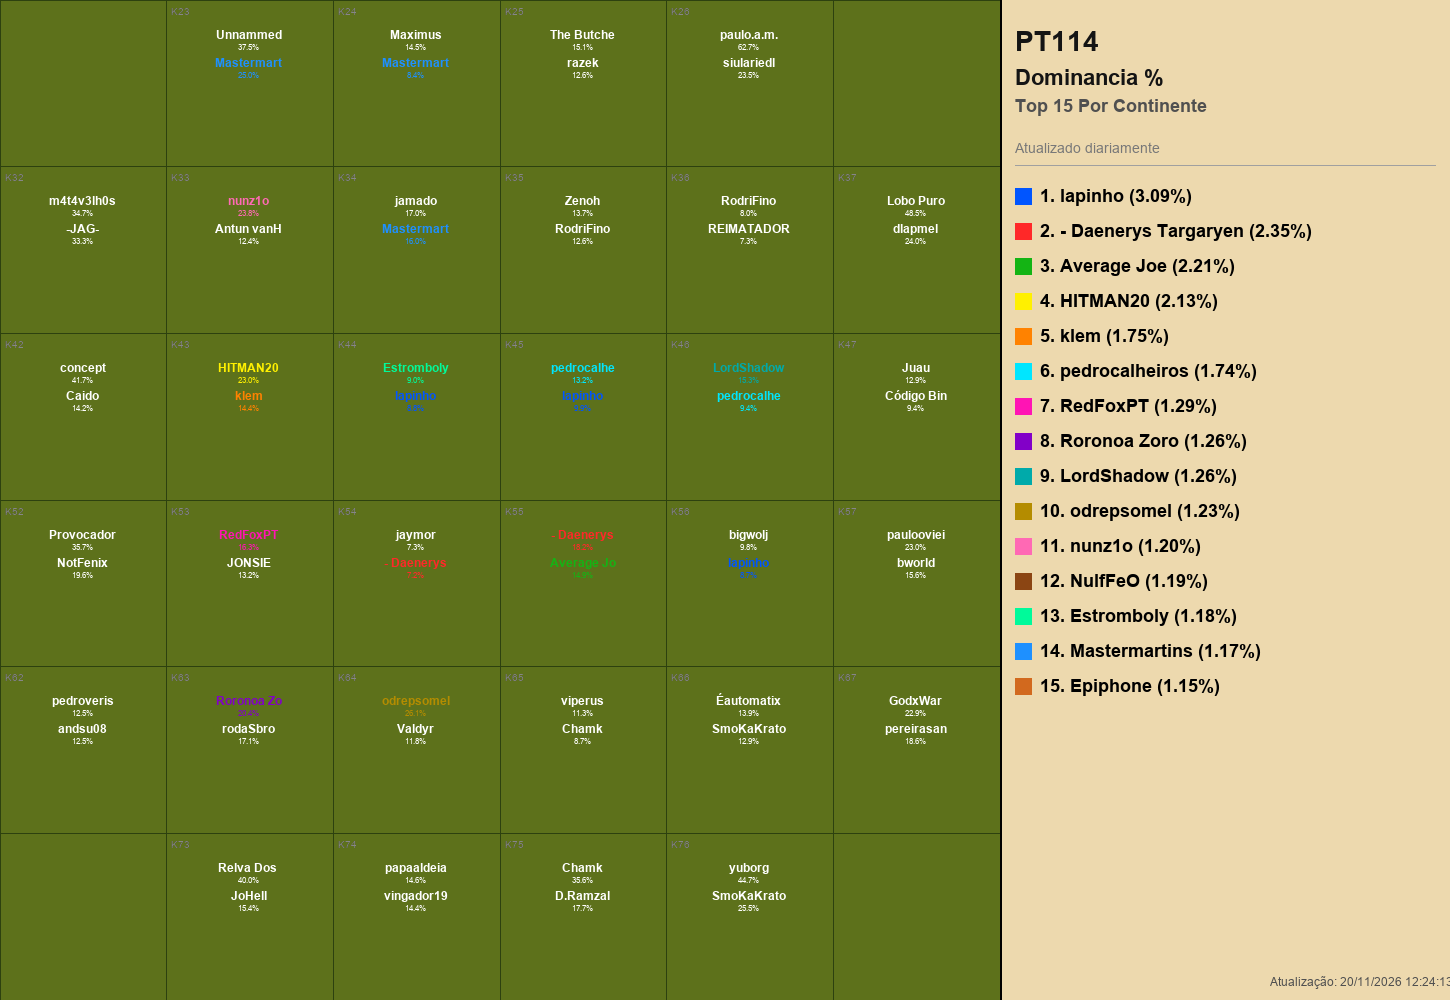 K23
Unnammed
37.5%
Mastermart
K24
Maximus
14.5%
Mastermart
8.4%
K25
The Butche
15.1%
razek
12.6%
K26
paulo.a.m.
62.7%
siulariedl
23.5%
K32
m4t4v3lh0s
34.7%
-JAG-
33.3%
K33
nunz1o
23.8%
Antun vanH
12.4%
K34
jamado
17.0%
Mastermart
16.0%
K35
Zenoh
13.7%
RodriFino
12.6%
K36
RodriFino
8.0%
REIMATADOR
7.3%
K37
Lobo Puro
48.5%
dlapmel
24.0%
K42
concept
41.7%
Caido
14.2%
K43
HITMAN20
23.0%
klem
14.4%
K44
Estromboly
9.0%
lapinho
K45
pedrocalhe
13.2%
lapinho
K46
LordShadow
pedrocalhe
9.4%
K47
Juau
12.9%
Código Bin
9.4%
K52
Provocador
35.7%
NotFenix
19.6%
K53
RedFoxPT
JONSIE
13.2%
K54
jaymor
7.3%
- Daenerys
K55
- Daenerys
Average Jo
14.9%
K56
bigwolj
9.8%
lapinho
K57
paulooviei
23.0%
bworld
15.6%
K62
pedroveris
12.5%
andsu08
12.5%
K63
Roronoa Zo
20.4%
rodaSbro
17.1%
K64
odrepsomel
25.1%
Valdyr
11.8%
K65
viperus
11.3%
Chamk
8.7%
K66
Éautomatix
13.9%
SmoKaKrato
12.9%
K67
GodxWar
22.9%
pereirasan
18.6%
K73
Relva Dos
40.0%
JoHell
15.4%
K74
papaaldeia
14.6%
vingador19
14.4%
K75
Chamk
35.6%
D.Ramzal
17.7%
K76
yuborg
44.7%
SmoKaKrato
25.5%
PT114
Dominancia %
Top 15 Por Continente
Atualizado diariamente
1. lapinho (3.09%)
2. - Daenerys Targaryen (2.35%)
3. Average Joe (2.21%)
4. HITMAN20 (2.13%)
5. klem (1.75%)
6. pedrocalheiros (1.74%)
7. RedFoxPT (1.29%)
8. Roronoa Zoro (1.26%)
9. LordShadow (1.26%)
10. odrepsomel (1.23%)
11. nunz1o (1.20%)
12. NulfFeO (1.19%)
13. Estromboly (1.18%)
14. Mastermartins (1.17%)
15. Epiphone (1.15%)
Atualização: 20/11/2026 12:24:13